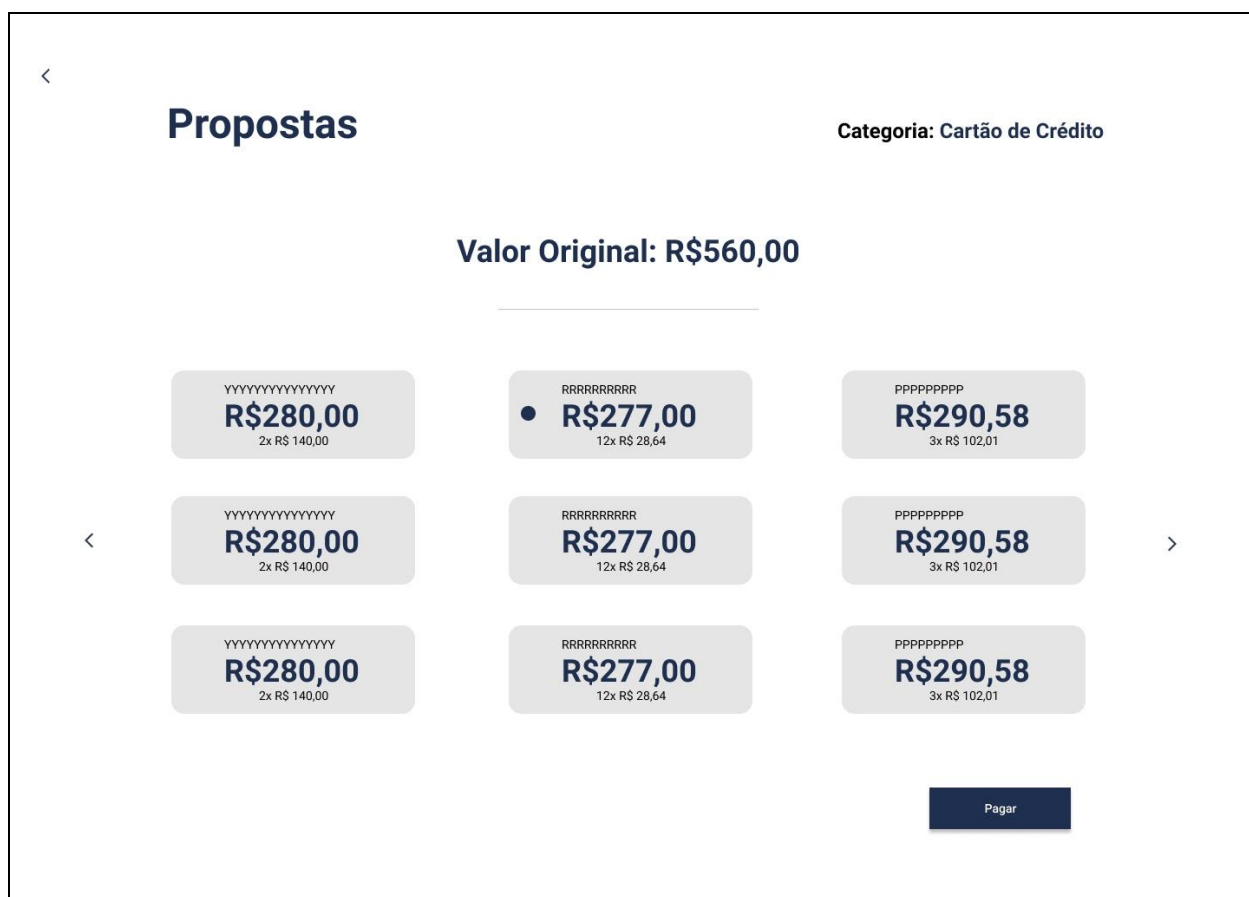 Propostas
Categoria: Cartão de Crédito
Valor Original: R$560,00
YYYYYYYYYYYYYYY
R$280,00
2x R$ 140,00
RRRRRRRRRR
R$277,00
12x R$ 28,64
PPPPPPPPP
R$290,58
3x R$ 102,01
YYYYYYYYYYYYYYY
R$280,00
2x R$ 140,00
RRRRRRRRRR
R$277,00
12x R$ 28,64
PPPPPPPPP
R$290,58
3x R$ 102,01
YYYYYYYYYYYYYYY
R$280,00
2x R$ 140,00
RRRRRRRRRR
R$277,00
12x R$ 28,64
PPPPPPPPP
R$290,58
3x R$ 102,01
Pagar